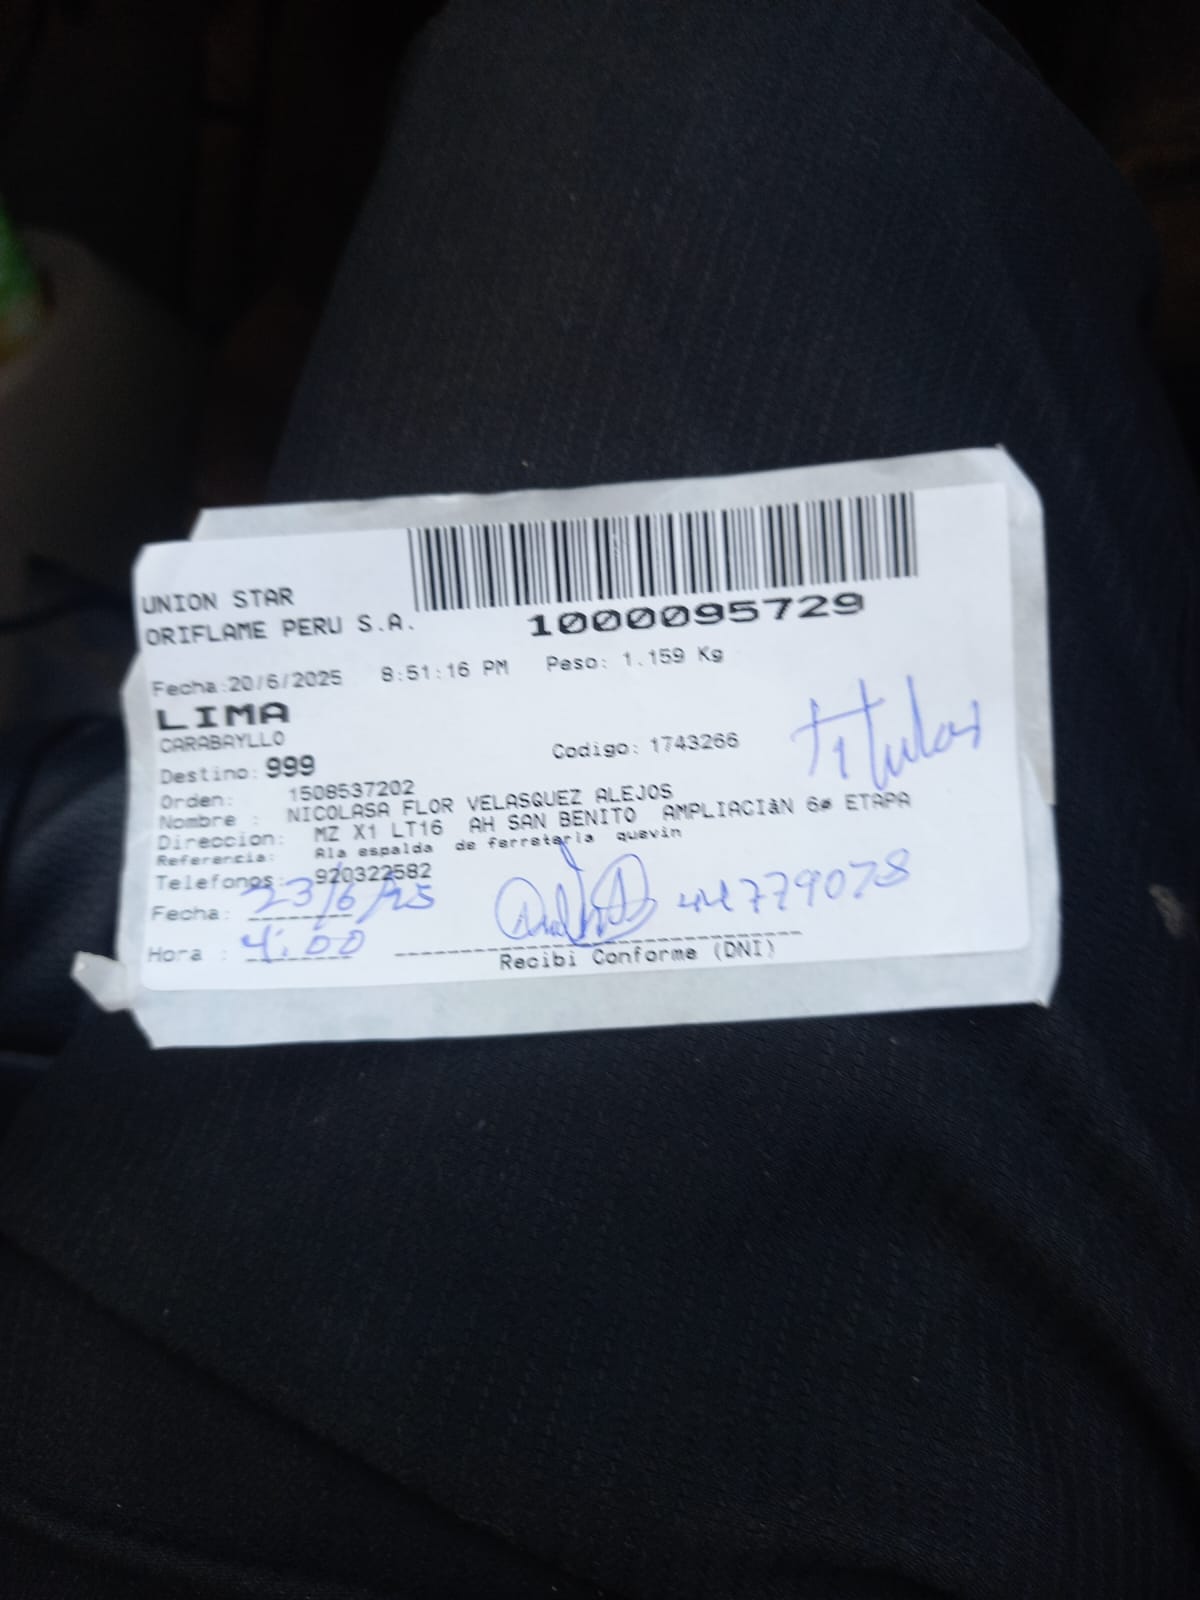 UNION STAR
ORIFLAME PERU S.A.
1000095729
Fecha:20/6/2025 8:51:16 PM Peso: 1.159 Kg
LIMA
CARABAYLLO
Destino: 999 Codigo: 1743266
Titular
Orden: 1508537202
Nombre : NICOLASA FLOR VELASQUEZ ALEJOS
Direccion: MZ X1 LT16 AH SAN BENITO AMPLIACIàN 6ø ETAPA
Referencia: Ala espalda de ferreteria quevin
Telefonos: 920322582
Fecha: 23/6/25 44779078
Hora : 4:00
Recibi Conforme (DNI)